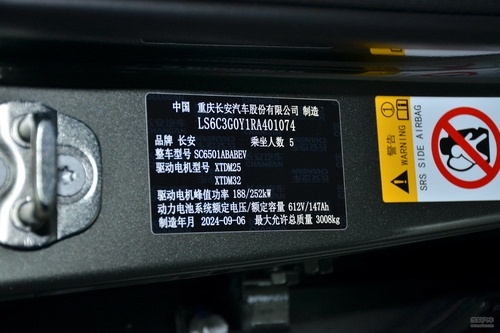 中国 重庆长安汽车股份有限公司 制造
LS6C3G0Y1RA401074
品牌 长安 乘坐人数 5
整车型号 SC6501ABABEV
驱动电机型号 XTDM25
XTDM32
驱动电机峰值功率 188/252kW
动力电池系统额定电压/额定容量 612V/147Ah
制造年月 2024-09-06 最大允许总质量 3008kg
警告
WARNING
SRS SIDE AIRBAG